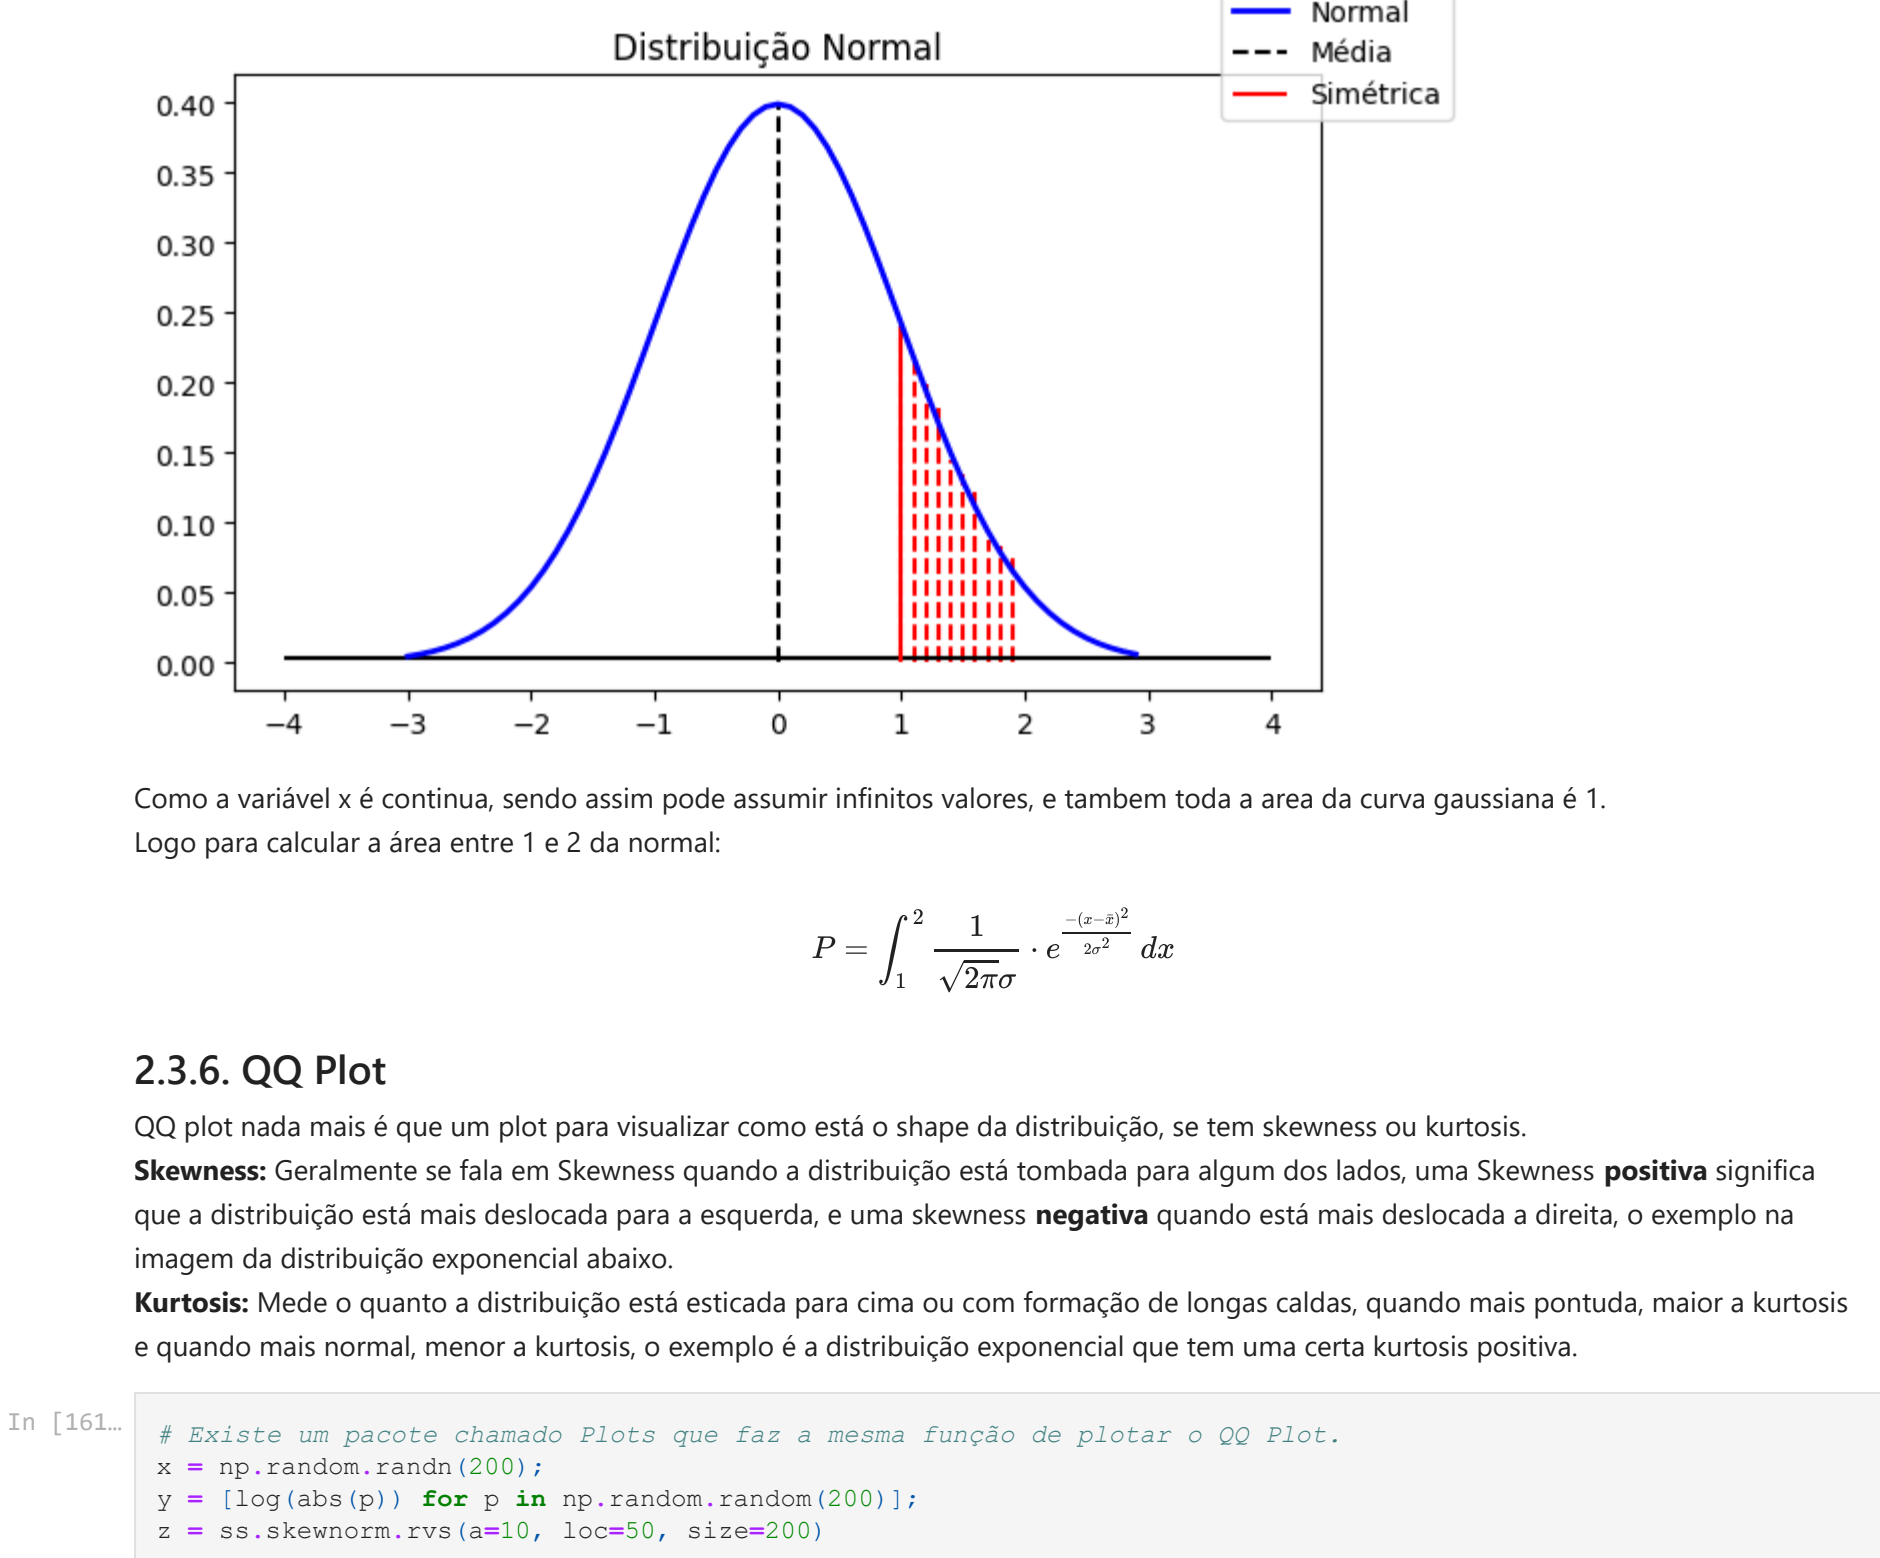 Normal
Média
Simétrica
Distribuição Normal
0.40
0.35
0.30
0.25
0.20
0.15
0.10
0.05
0.00
−4 −3 −2 −1 0 1 2 3 4
Como a variável x é continua, sendo assim pode assumir infinitos valores, e tambem toda a area da curva gaussiana é 1.
Logo para calcular a área entre 1 e 2 da normal:
P = ∫₁² 1/(√2π σ) · e^(−(x−x̄)²/2σ²) dx
2.3.6. QQ Plot
QQ plot nada mais é que um plot para visualizar como está o shape da distribuição, se tem skewness ou kurtosis.
Skewness: Geralmente se fala em Skewness quando a distribuição está tombada para algum dos lados, uma Skewness positiva significa
que a distribuição está mais deslocada para a esquerda, e uma skewness negativa quando está mais deslocada a direita, o exemplo na
imagem da distribuição exponencial abaixo.
Kurtosis: Mede o quanto a distribuição está esticada para cima ou com formação de longas caldas, quando mais pontuda, maior a kurtosis
e quando mais normal, menor a kurtosis, o exemplo é a distribuição exponencial que tem uma certa kurtosis positiva.
In [161…
# Existe um pacote chamado Plots que faz a mesma função de plotar o QQ Plot.
x = np.random.randn(200);
y = [log(abs(p)) for p in np.random.random(200)];
z = ss.skewnorm.rvs(a=10, loc=50, size=200)